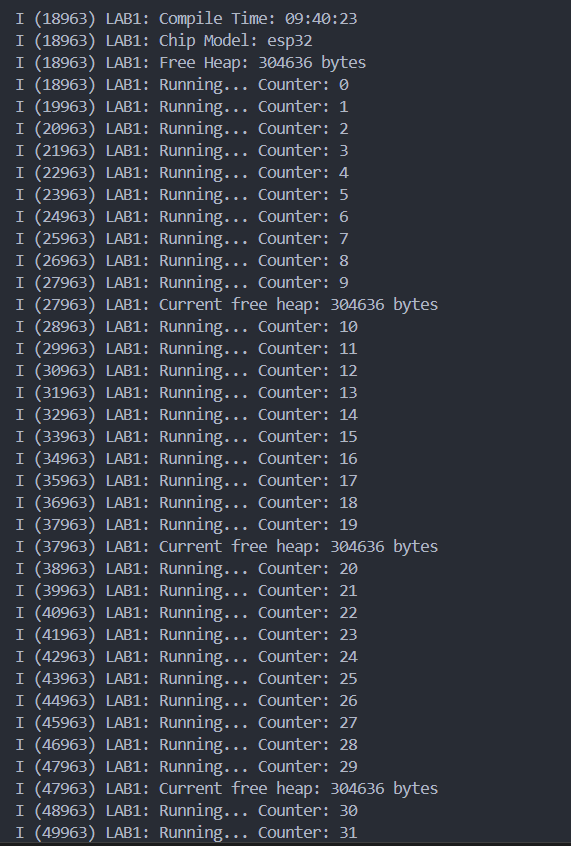 I (18963) LAB1: Compile Time: 09:40:23
I (18963) LAB1: Chip Model: esp32
I (18963) LAB1: Free Heap: 304636 bytes
I (18963) LAB1: Running... Counter: 0
I (19963) LAB1: Running... Counter: 1
I (20963) LAB1: Running... Counter: 2
I (21963) LAB1: Running... Counter: 3
I (22963) LAB1: Running... Counter: 4
I (23963) LAB1: Running... Counter: 5
I (24963) LAB1: Running... Counter: 6
I (25963) LAB1: Running... Counter: 7
I (26963) LAB1: Running... Counter: 8
I (27963) LAB1: Running... Counter: 9
I (27963) LAB1: Current free heap: 304636 bytes
I (28963) LAB1: Running... Counter: 10
I (29963) LAB1: Running... Counter: 11
I (30963) LAB1: Running... Counter: 12
I (31963) LAB1: Running... Counter: 13
I (32963) LAB1: Running... Counter: 14
I (33963) LAB1: Running... Counter: 15
I (34963) LAB1: Running... Counter: 16
I (35963) LAB1: Running... Counter: 17
I (36963) LAB1: Running... Counter: 18
I (37963) LAB1: Running... Counter: 19
I (37963) LAB1: Current free heap: 304636 bytes
I (38963) LAB1: Running... Counter: 20
I (39963) LAB1: Running... Counter: 21
I (40963) LAB1: Running... Counter: 22
I (41963) LAB1: Running... Counter: 23
I (42963) LAB1: Running... Counter: 24
I (43963) LAB1: Running... Counter: 25
I (44963) LAB1: Running... Counter: 26
I (45963) LAB1: Running... Counter: 27
I (46963) LAB1: Running... Counter: 28
I (47963) LAB1: Running... Counter: 29
I (47963) LAB1: Current free heap: 304636 bytes
I (48963) LAB1: Running... Counter: 30
I (49963) LAB1: Running... Counter: 31